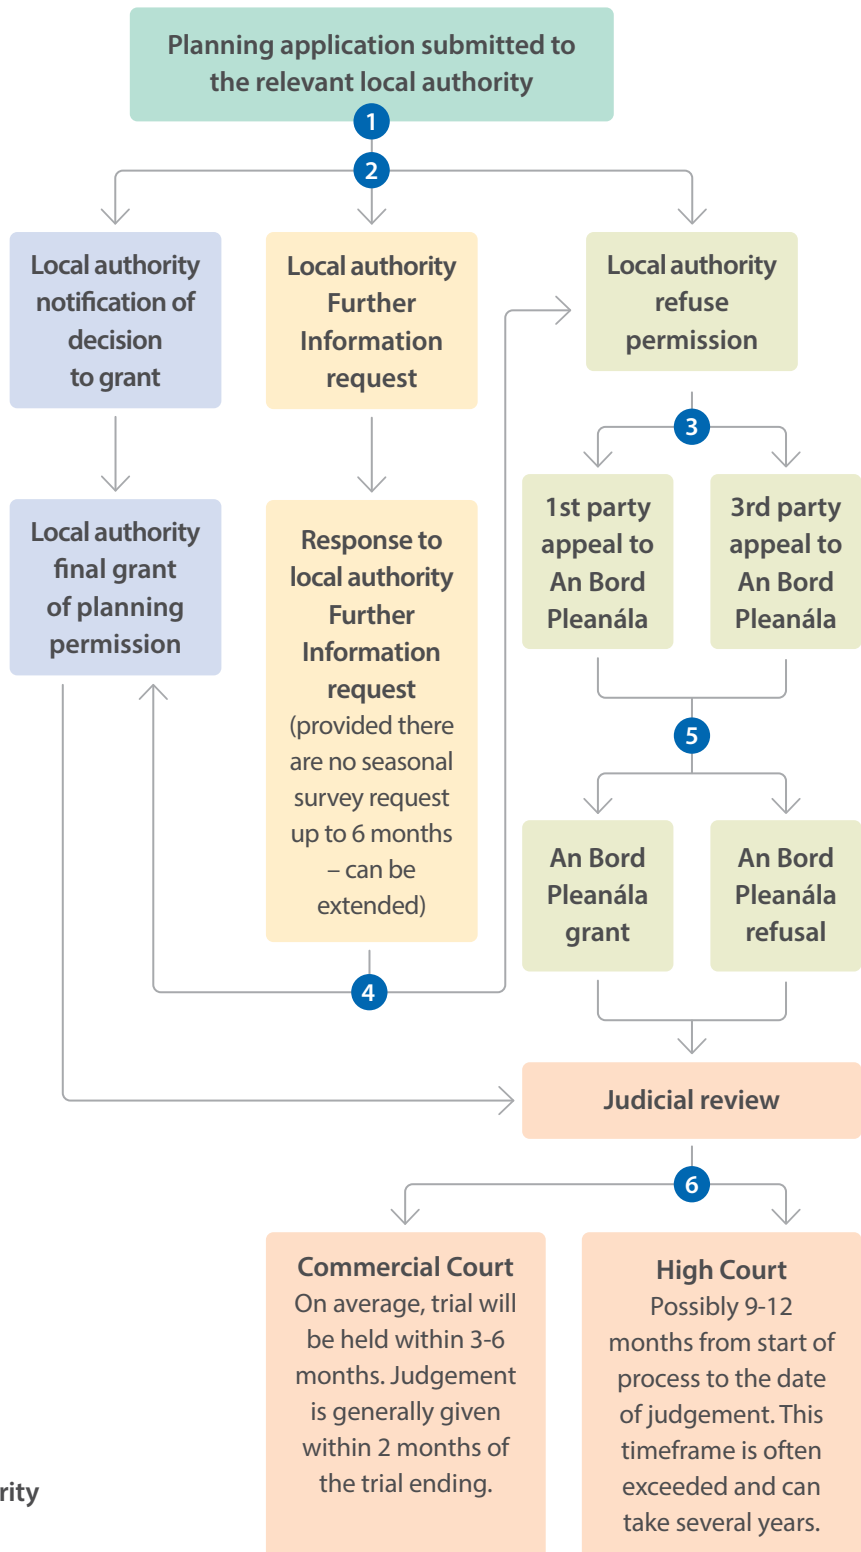 Planning application submitted to
the relevant local authority
1
2
Local authority
notification of
decision
to grant
Local authority
Further
Information
request
Local authority
refuse
permission
3
Local authority
final grant
of planning
permission
Response to
local authority
Further
Information
request
(provided there
are no seasonal
survey request
up to 6 months
– can be
extended)
1st party
appeal to
An Bord
Pleanála
3rd party
appeal to
An Bord
Pleanála
5
An Bord
Pleanála
grant
An Bord
Pleanála
refusal
4
Judicial review
6
Commercial Court
On average, trial will
be held within 3-6
months. Judgement
is generally given
within 2 months of
the trial ending.
High Court
Possibly 9-12
months from start of
process to the date
of judgement. This
timeframe is often
exceeded and can
take several years.
rity